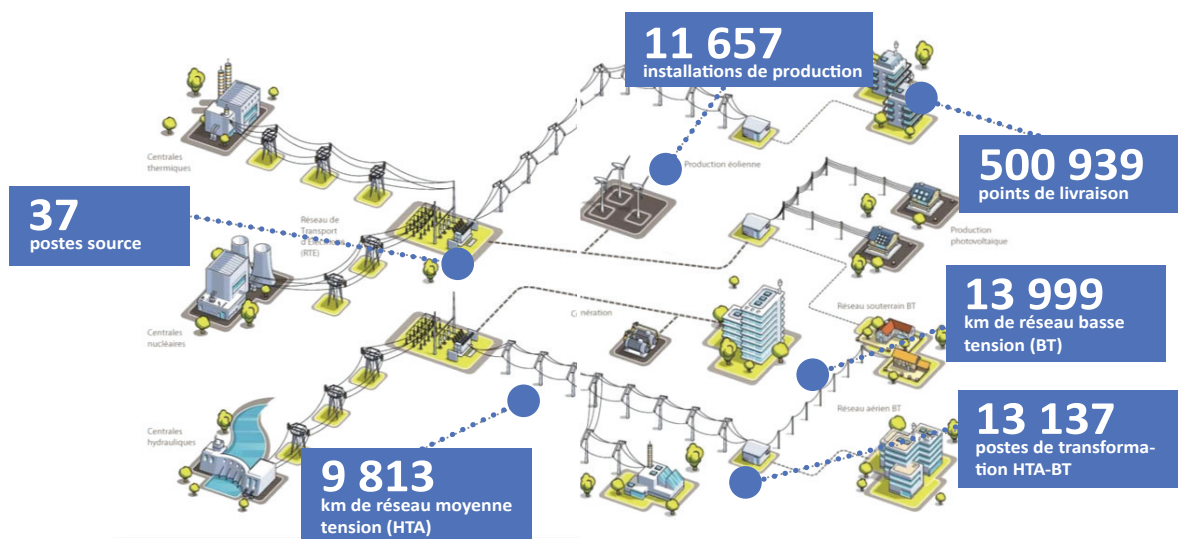 11 657
installations de production
Centrales
thermiques
Production éolienne
500 939
points de livraison
37
postes source
Réseau de
Transport
d'Électricité
(RTE)
Production
photovoltaïque
Centrales
nucléaires
Réseau souterrain BT
13 999
km de réseau basse
tension (BT)
nération
Réseau aérien BT
13 137
postes de transforma-
tion HTA-BT
Centrales
hydrauliques
9 813
km de réseau moyenne
tension (HTA)